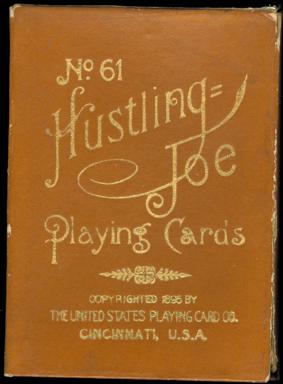 No 61
Hustling=
Joe
Playing Cards
COPYRIGHTED 1895 BY
THE UNITED STATES PLAYING CARD CO.
CINCINNATI, U.S.A.